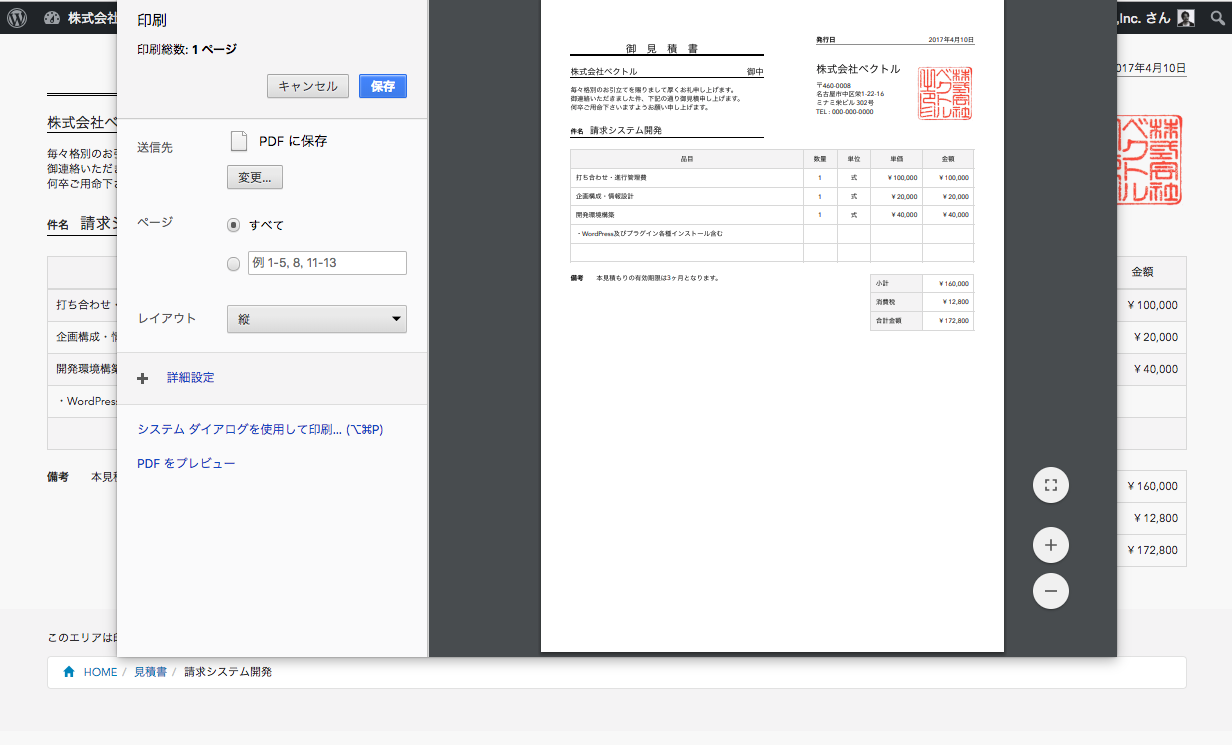 株式会社
,Inc. さん
印刷
印刷総数: 1 ページ
キャンセル
保存
送信先
PDF に保存
変更...
ページ
すべて
例 1-5, 8, 11-13
レイアウト
縦
詳細設定
システム ダイアログを使用して印刷... (⌥⌘P)
PDF をプレビュー
御見積書
発行日 2017年4月10日
株式会社ベクトル 御中
毎々格別のお引立てを賜りまして厚くお礼申し上げます。
御連絡いただきました件、下記の通り御見積申し上げます。
何卒ご用命下さいますようお願い申し上げます。
件名 請求システム開発
株式会社ベクトル
〒460-0008
名古屋市中区栄1-22-16
ミナミ栄ビル 302号
TEL : 000-000-0000
株式会社ベクトル
品目 数量 単位 単価 金額
打ち合わせ・進行管理費 1 式 ¥ 100,000 ¥ 100,000
企画構成・情報設計 1 式 ¥ 20,000 ¥ 20,000
開発環境構築 1 式 ¥ 40,000 ¥ 40,000
・WordPress及びプラグイン各種インストール含む
備考 本見積もりの有効期限は3ヶ月となります。
小計 ¥ 160,000
消費税 ¥ 12,800
合計金額 ¥ 172,800
株式会社ベ
毎々格別のお
御連絡いただ
何卒ご用命下
件名 請求シ
打ち合わせ・
企画構成・
開発環境構築
・WordPress
備考 本見
017年4月10日
株式会社ベクトル
金額
¥ 100,000
¥ 20,000
¥ 40,000
¥ 160,000
¥ 12,800
¥ 172,800
このエリアは
HOME / 見積書 / 請求システム開発